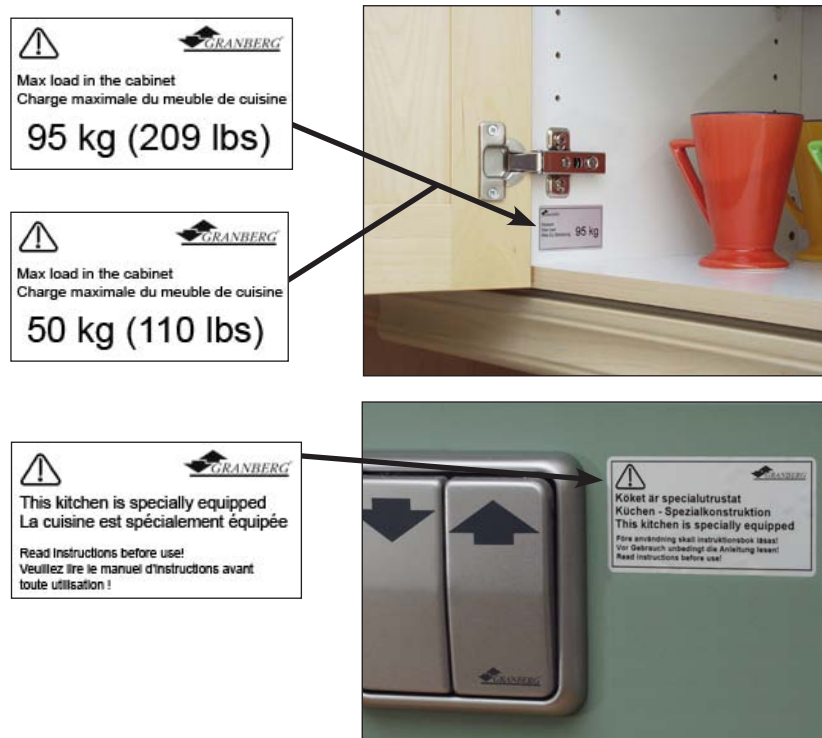 GRANBERG
Max load in the cabinet
Charge maximale du meuble de cuisine
95 kg (209 lbs)
95 kg
GRANBERG
Max load in the cabinet
Charge maximale du meuble de cuisine
50 kg (110 lbs)
GRANBERG
This kitchen is specially equipped
La cuisine est spécialement équipée
Read instructions before use!
Veuillez lire le manuel d'instructions avant
toute utilisation !
GRANBERG
Köket är specialutrustat
Küchen - Spezialkonstruktion
This kitchen is specially equipped
Före användning skall instruktionsbok läsas!
Vor Gebrauch unbedingt die Anleitung lesen!
Read instructions before use!
GRANBERG